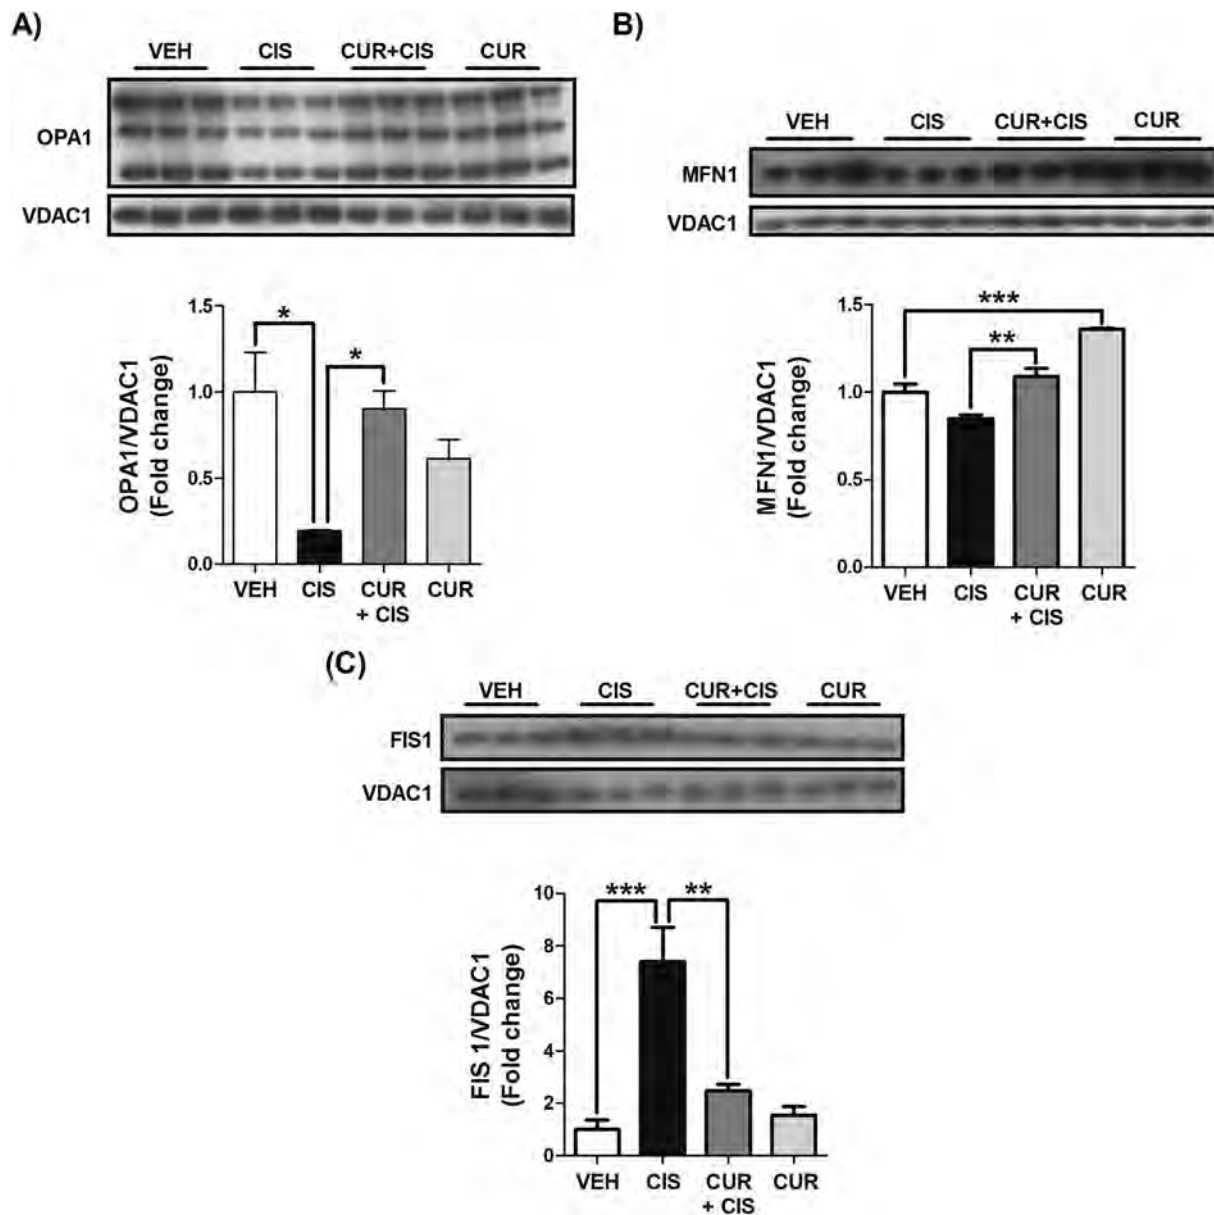 A)
VEH CIS CUR+CIS CUR
OPA1
VDAC1
1.5
1.0
0.5
0.0
OPA1/VDAC1
(Fold change)
* *
VEH CIS CUR CUR
+ CIS
B)
VEH CIS CUR+CIS CUR
MFN1
VDAC1
1.5
1.0
0.5
0.0
MFN1/VDAC1
(Fold change)
***
**
VEH CIS CUR CUR
+ CIS
(C)
VEH CIS CUR+CIS CUR
FIS1
VDAC1
10
8
6
4
2
0
FIS 1/VDAC1
(Fold change)
*** **
VEH CIS CUR CUR
+ CIS